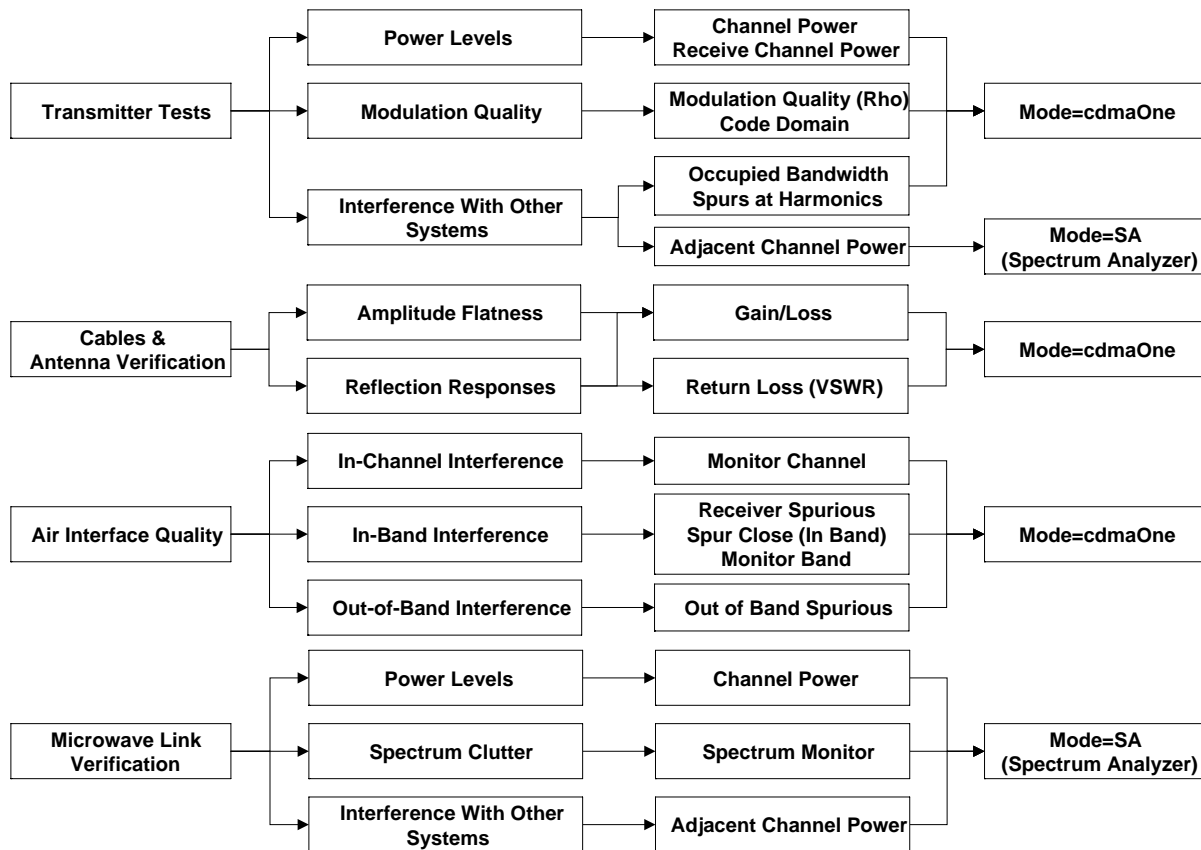 Power Levels
Channel Power
Receive Channel Power
Transmitter Tests
Modulation Quality
Modulation Quality (Rho)
Code Domain
Mode=cdmaOne
Interference With Other
Systems
Occupied Bandwidth
Spurs at Harmonics
Adjacent Channel Power
Mode=SA
(Spectrum Analyzer)
Cables &
Antenna Verification
Amplitude Flatness
Gain/Loss
Mode=cdmaOne
Reflection Responses
Return Loss (VSWR)
In-Channel Interference
Monitor Channel
Air Interface Quality
In-Band Interference
Receiver Spurious
Spur Close (In Band)
Monitor Band
Mode=cdmaOne
Out-of-Band Interference
Out of Band Spurious
Power Levels
Channel Power
Microwave Link
Verification
Spectrum Clutter
Spectrum Monitor
Mode=SA
(Spectrum Analyzer)
Interference With Other
Systems
Adjacent Channel Power